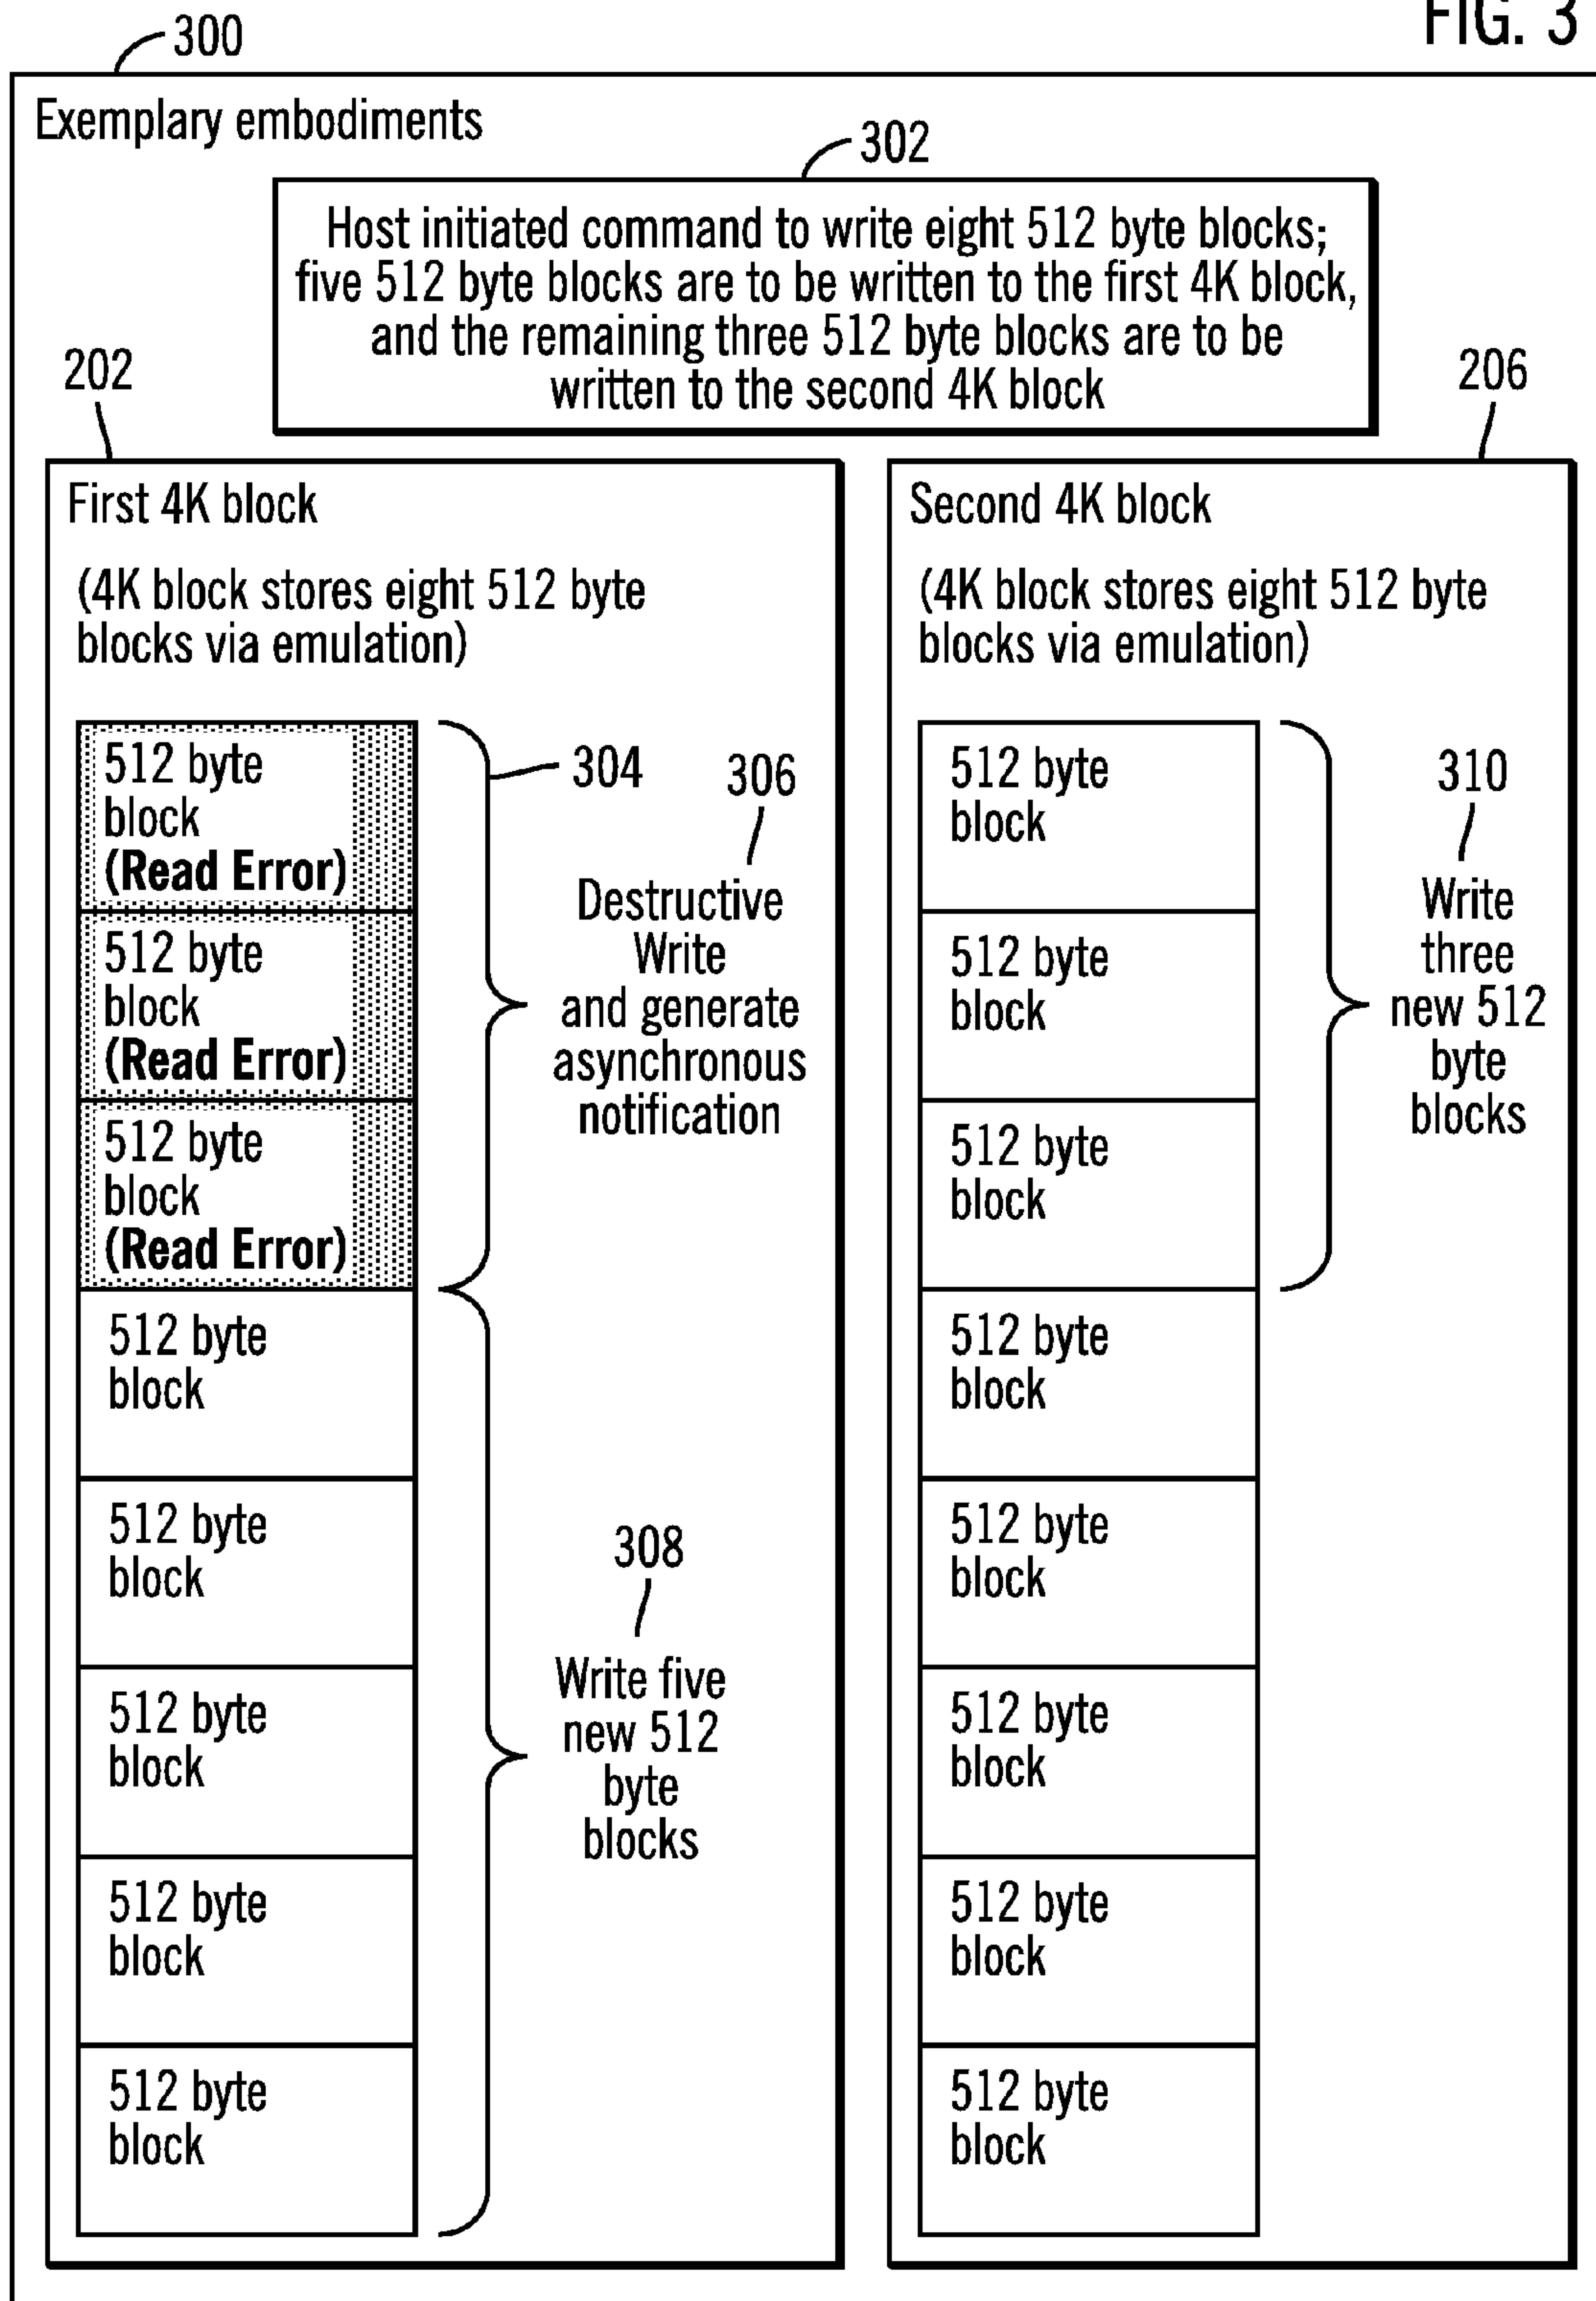 FIG. 3
300
Exemplary embodiments
302
Host initiated command to write eight 512 byte blocks;
five 512 byte blocks are to be written to the first 4K block,
and the remaining three 512 byte blocks are to be
written to the second 4K block
202
206
First 4K block
(4K block stores eight 512 byte
blocks via emulation)
512 byte
block
(Read Error)
512 byte
block
(Read Error)
512 byte
block
(Read Error)
512 byte
block
512 byte
block
512 byte
block
512 byte
block
512 byte
block
304
306
Destructive
Write
and generate
asynchronous
notification
308
Write five
new 512
byte
blocks
Second 4K block
(4K block stores eight 512 byte
blocks via emulation)
512 byte
block
512 byte
block
512 byte
block
512 byte
block
512 byte
block
512 byte
block
512 byte
block
512 byte
block
310
Write
three
new 512
byte
blocks